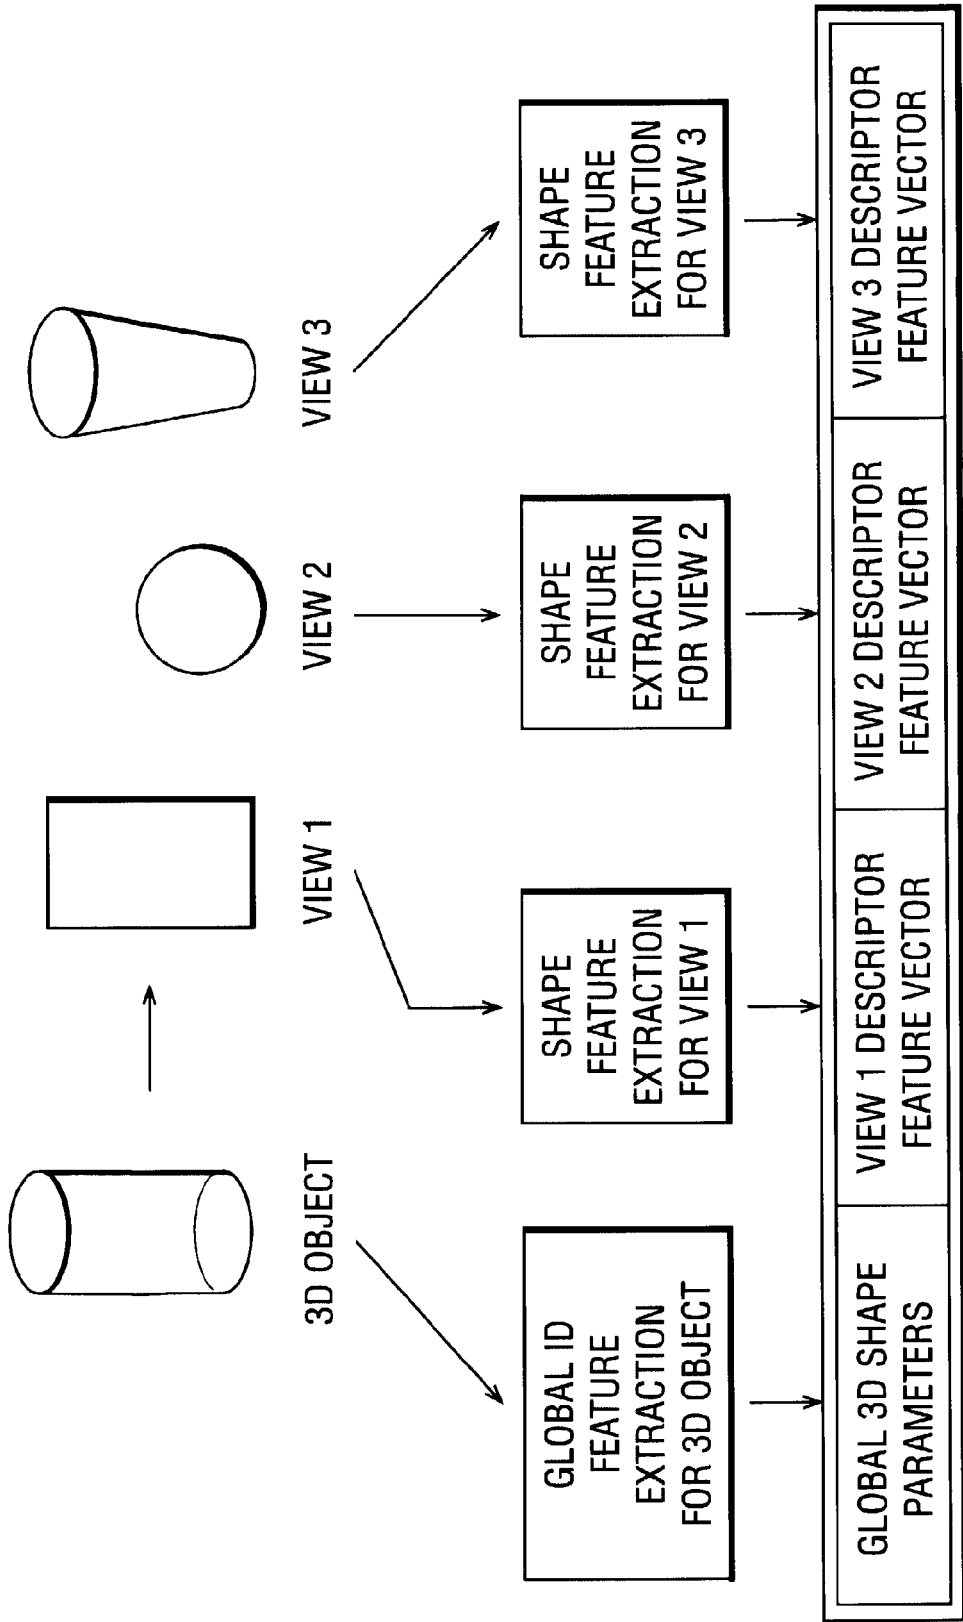 3D OBJECT
VIEW 1
VIEW 2
VIEW 3
GLOBAL ID
FEATURE
EXTRACTION
FOR 3D OBJECT
SHAPE
FEATURE
EXTRACTION
FOR VIEW 1
SHAPE
FEATURE
EXTRACTION
FOR VIEW 2
SHAPE
FEATURE
EXTRACTION
FOR VIEW 3
GLOBAL 3D SHAPE
PARAMETERS
VIEW 1 DESCRIPTOR
FEATURE VECTOR
VIEW 2 DESCRIPTOR
FEATURE VECTOR
VIEW 3 DESCRIPTOR
FEATURE VECTOR